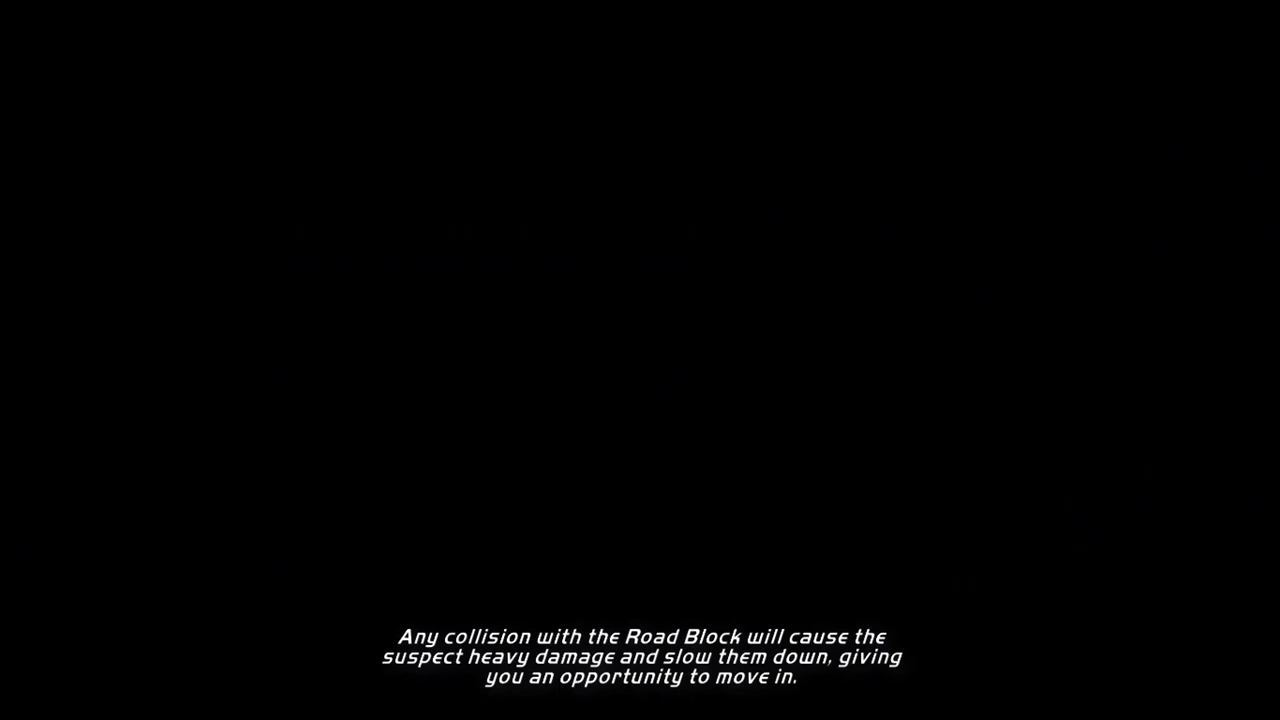 Any collision with the Road Block will cause the
suspect heavy damage and slow them down, giving
you an opportunity to move in.